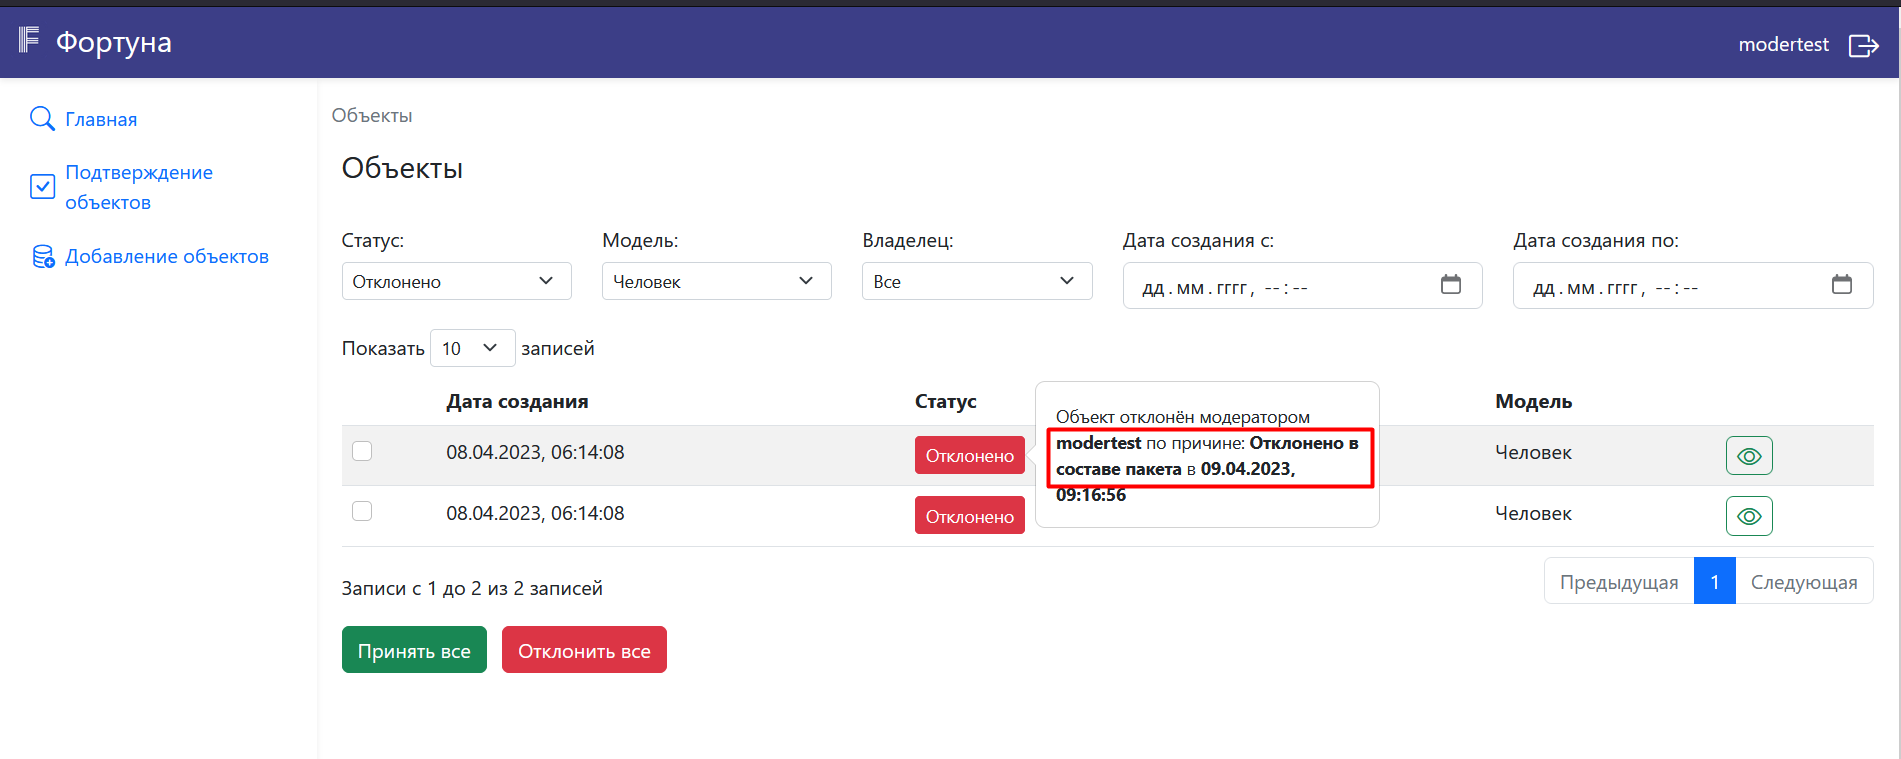 Фортуна
modertest
Главная
Подтверждение
объектов
Добавление объектов
Объекты
Объекты
Статус:
Модель:
Владелец:
Дата создания с:
Дата создания по:
Отклонено
Человек
Все
дд.мм.гггг, --:--
дд.мм.гггг, --:--
Показать 10 записей
Дата создания
Статус
Модель
08.04.2023, 06:14:08
Отклонено
Объект отклонён модератором
modertest по причине: Отклонено в
составе пакета в 09.04.2023,
09:16:56
Человек
08.04.2023, 06:14:08
Отклонено
Человек
Записи с 1 до 2 из 2 записей
Предыдущая 1 Следующая
Принять все
Отклонить все